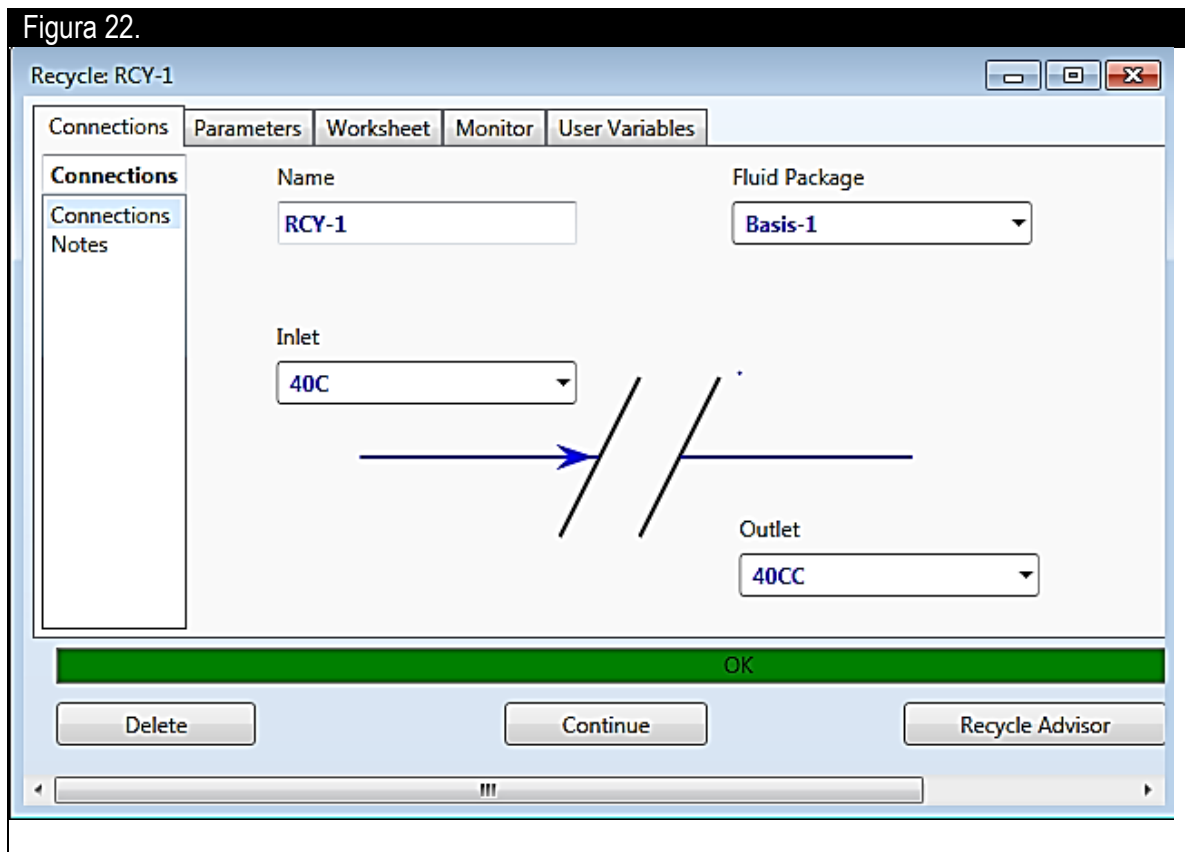 Figura 22.
Recycle: RCY-1
Connections Parameters Worksheet Monitor User Variables
Connections
Connections
Notes
Name
RCY-1
Fluid Package
Basis-1
Inlet
40C
Outlet
40CC
OK
Delete Continue Recycle Advisor